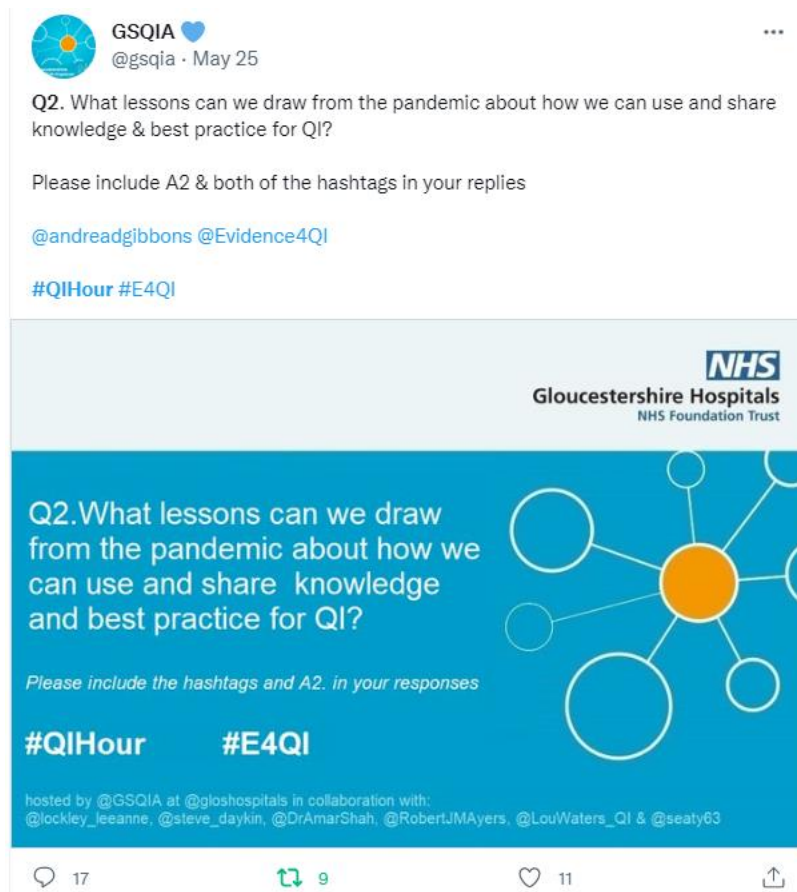 GSQIA 💙
@gsqia · May 25
Q2. What lessons can we draw from the pandemic about how we can use and share
knowledge & best practice for QI?
Please include A2 & both of the hashtags in your replies
@andreadgibbons @Evidence4QI
#QIHour #E4QI
NHS
Gloucestershire Hospitals
NHS Foundation Trust
Q2.What lessons can we draw
from the pandemic about how we
can use and share knowledge
and best practice for QI?
Please include the hashtags and A2. in your responses
#QIHour #E4QI
hosted by @GSQIA at @gloshospitals in collaboration with:
@lockley_leeanne, @steve_daykin, @DrAmarShah, @RobertJMAyers, @LouWaters_QI & @seaty63
17 9 11